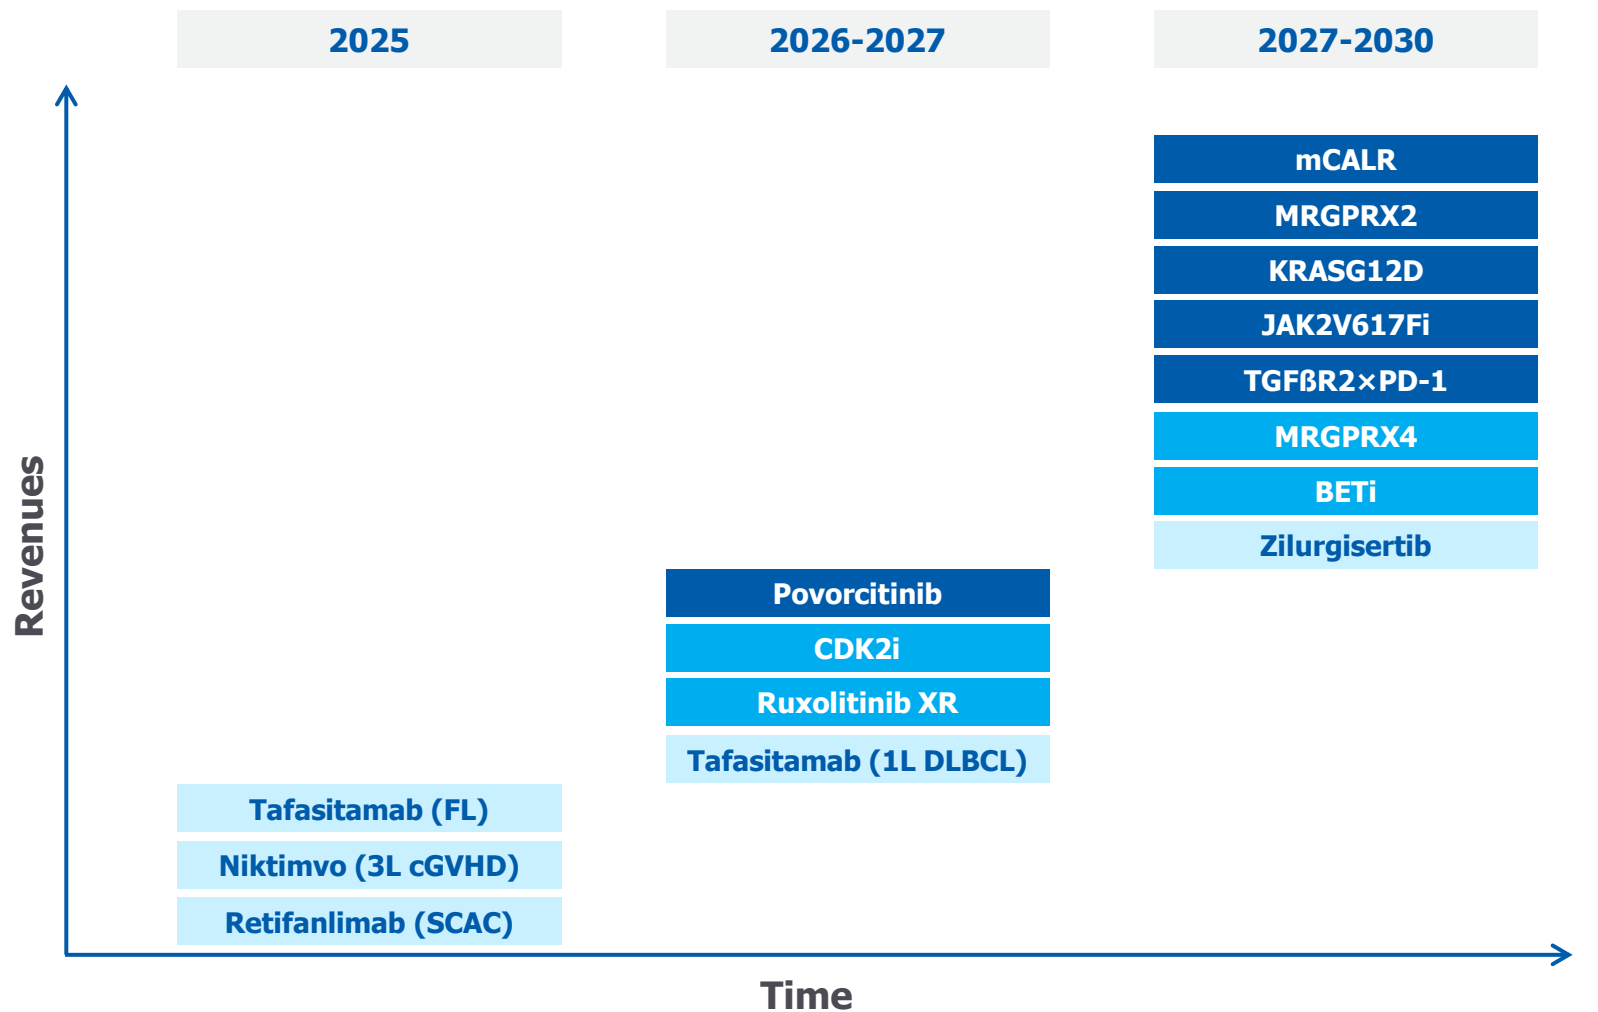 2025
2026-2027
2027-2030
Revenues
mCALR
MRGPRX2
KRASG12D
JAK2V617Fi
TGFßR2×PD-1
MRGPRX4
BETi
Zilurgisertib
Povorcitinib
CDK2i
Ruxolitinib XR
Tafasitamab (1L DLBCL)
Tafasitamab (FL)
Niktimvo (3L cGVHD)
Retifanlimab (SCAC)
Time